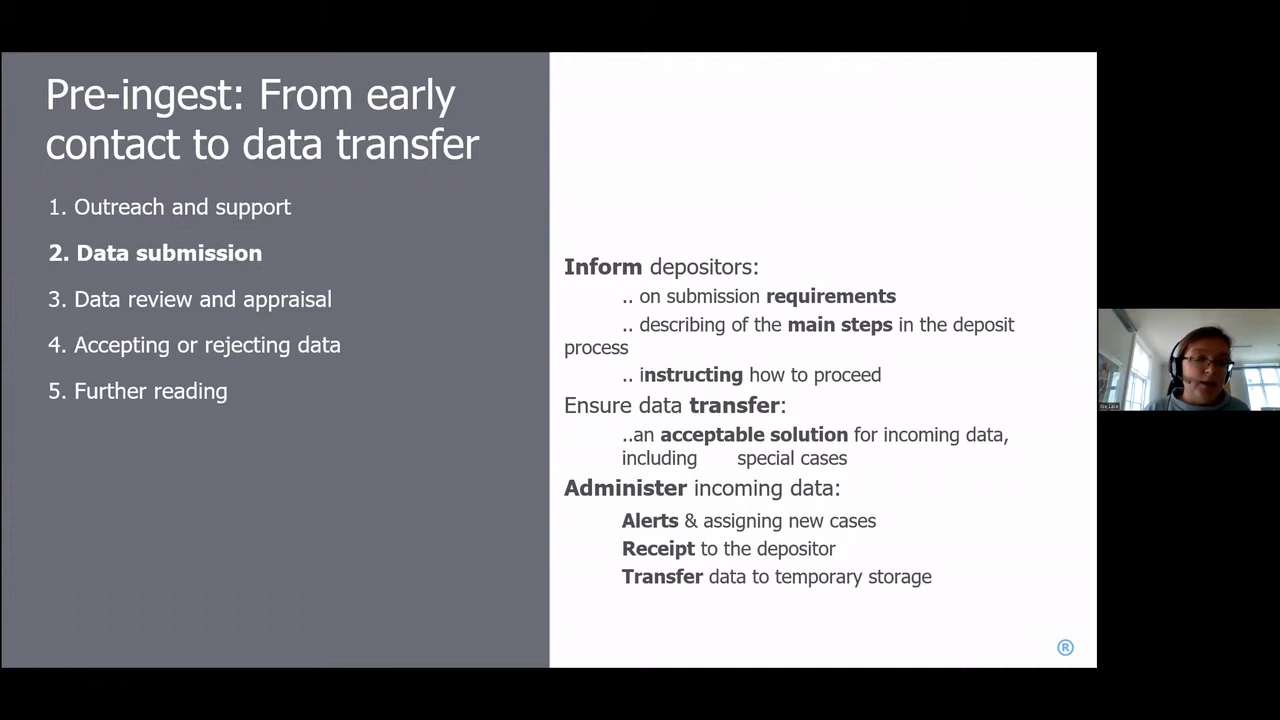 Pre-ingest: From early
contact to data transfer
1. Outreach and support
2. Data submission
3. Data review and appraisal
4. Accepting or rejecting data
5. Further reading
Inform depositors:
.. on submission requirements
.. describing of the main steps in the deposit
process
.. instructing how to proceed
Ensure data transfer:
..an acceptable solution for incoming data,
including special cases
Administer incoming data:
Alerts & assigning new cases
Receipt to the depositor
Transfer data to temporary storage
®